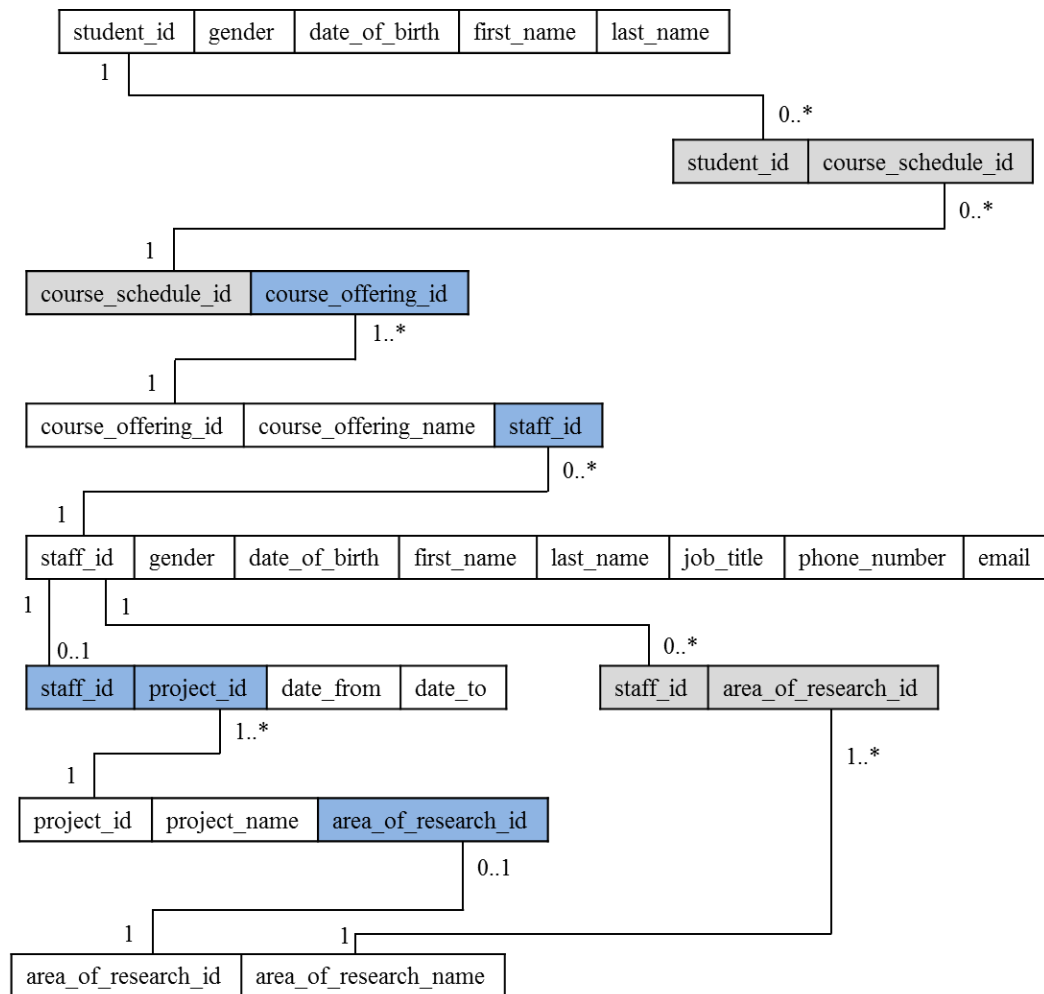 student_id gender date_of_birth first_name last_name
1
0..*
student_id course_schedule_id
0..*
1
course_schedule_id course_offering_id
1..*
1
course_offering_id course_offering_name staff_id
0..*
1
staff_id gender date_of_birth first_name last_name job_title phone_number email
1 1
0..1 0..*
staff_id project_id date_from date_to staff_id area_of_research_id
1..* 1..*
1
project_id project_name area_of_research_id
0..1
1 1
area_of_research_id area_of_research_name